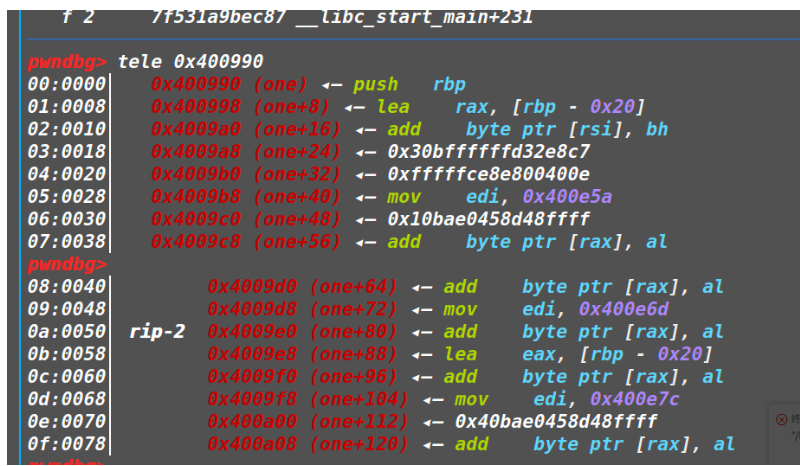 f 2 7f531a9bec87 __libc_start_main+231
pwndbg> tele 0x400990
00:0000│ 0x400990 (one) ◂— push rbp
01:0008│ 0x400998 (one+8) ◂— lea rax, [rbp - 0x20]
02:0010│ 0x4009a0 (one+16) ◂— add byte ptr [rsi], bh
03:0018│ 0x4009a8 (one+24) ◂— 0x30bffffffd32e8c7
04:0020│ 0x4009b0 (one+32) ◂— 0xfffffce8e800400e
05:0028│ 0x4009b8 (one+40) ◂— mov edi, 0x400e5a
06:0030│ 0x4009c0 (one+48) ◂— 0x10bae0458d48ffff
07:0038│ 0x4009c8 (one+56) ◂— add byte ptr [rax], al
pwndbg>
08:0040│ 0x4009d0 (one+64) ◂— add byte ptr [rax], al
09:0048│ 0x4009d8 (one+72) ◂— mov edi, 0x400e6d
0a:0050│ rip-2 0x4009e0 (one+80) ◂— add byte ptr [rax], al
0b:0058│ 0x4009e8 (one+88) ◂— lea eax, [rbp - 0x20]
0c:0060│ 0x4009f0 (one+96) ◂— add byte ptr [rax], al
0d:0068│ 0x4009f8 (one+104) ◂— mov edi, 0x400e7c
0e:0070│ 0x400a00 (one+112) ◂— 0x40bae0458d48ffff
0f:0078│ 0x400a08 (one+120) ◂— add byte ptr [rax], al
pwndbg>